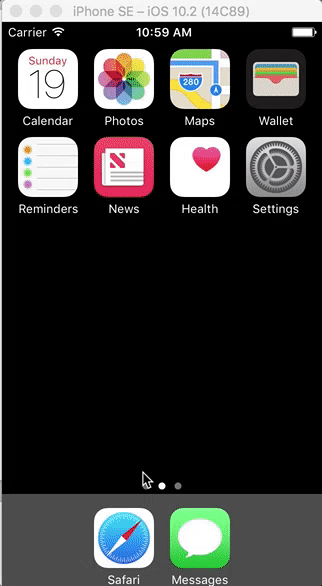 iPhone SE – iOS 10.2 (14C89)
Carrier 10:59 AM
Sunday
19
280
Calendar Photos Maps Wallet
Reminders News Health Settings
Safari Messages